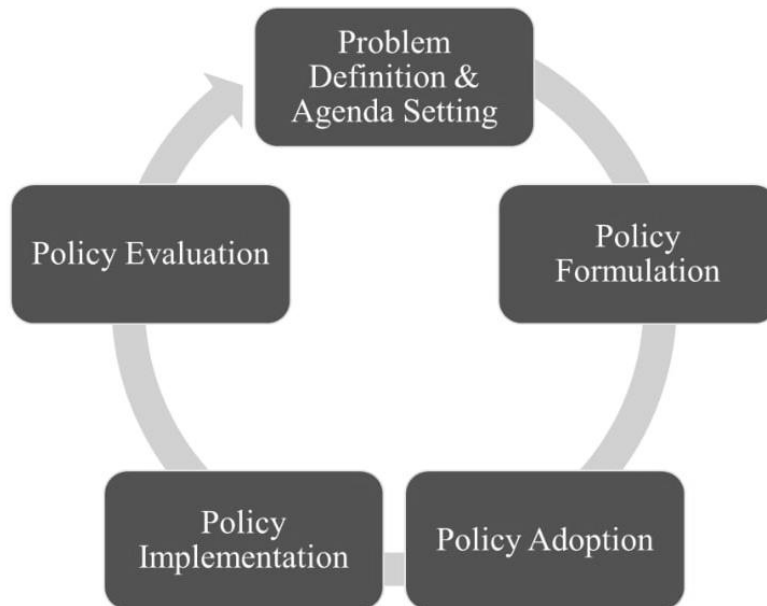 Problem
Definition &
Agenda Setting
Policy
Formulation
Policy Adoption
Policy
Implementation
Policy Evaluation